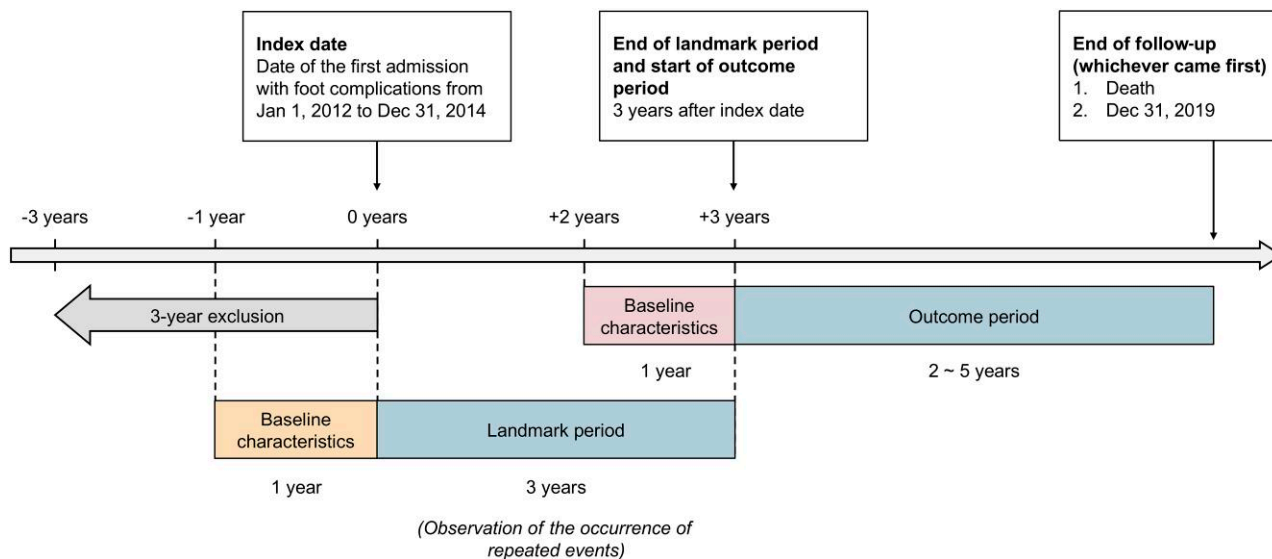 Index date
Date of the first admission
with foot complications from
Jan 1, 2012 to Dec 31, 2014
End of landmark period
and start of outcome
period
3 years after index date
End of follow-up
(whichever came first)
1. Death
2. Dec 31, 2019
-3 years
-1 year
0 years
+2 years
+3 years
3-year exclusion
Baseline
characteristics
Outcome period
1 year
2 ~ 5 years
Baseline
characteristics
Landmark period
1 year
3 years
(Observation of the occurrence of
repeated events)